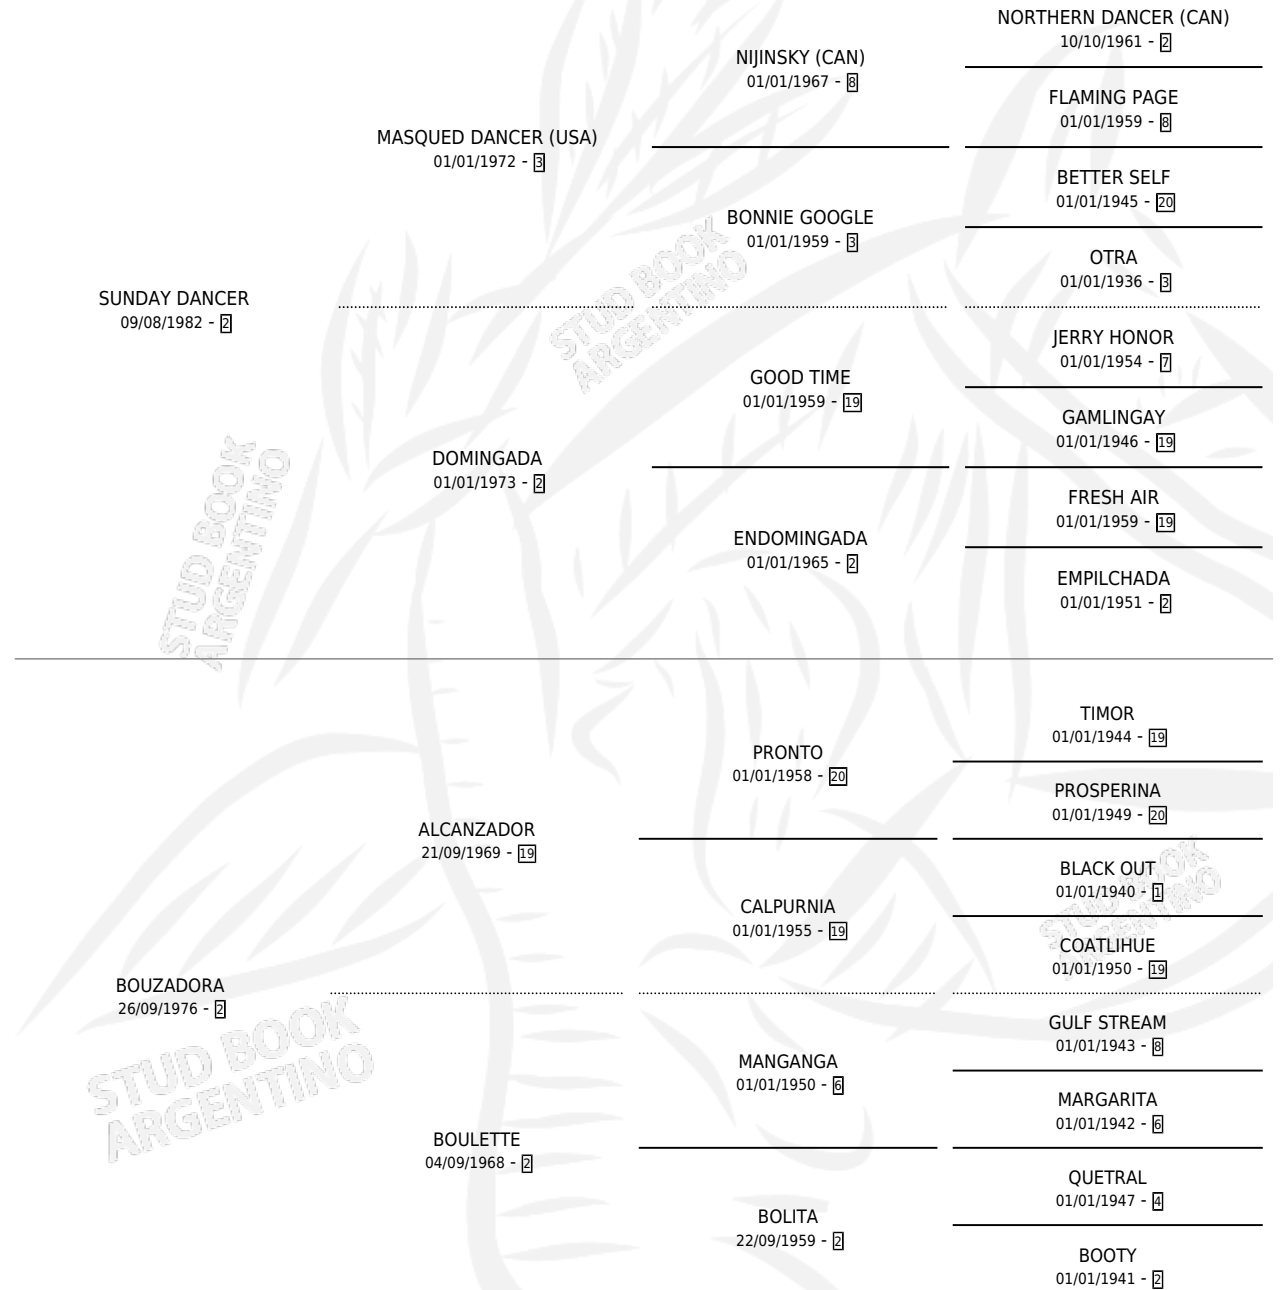 NORTHERN DANCER (CAN)
10/10/1961 - 2
NIJINSKY (CAN)
01/01/1967 - 8
FLAMING PAGE
01/01/1959 - 8
MASQUED DANCER (USA)
01/01/1972 - 3
BETTER SELF
01/01/1945 - 20
BONNIE GOOGLE
01/01/1959 - 3
OTRA
01/01/1936 - 3
SUNDAY DANCER
09/08/1982 - 2
JERRY HONOR
01/01/1954 - 7
GOOD TIME
01/01/1959 - 19
GAMLINGAY
01/01/1946 - 19
DOMINGADA
01/01/1973 - 2
FRESH AIR
01/01/1959 - 19
ENDOMINGADA
01/01/1965 - 2
EMPILCHADA
01/01/1951 - 2
TIMOR
01/01/1944 - 19
PRONTO
01/01/1958 - 20
PROSPERINA
01/01/1949 - 20
ALCANZADOR
21/09/1969 - 19
BLACK OUT
01/01/1940 - 1
CALPURNIA
01/01/1955 - 19
COATLIHUE
01/01/1950 - 19
BOUZADORA
26/09/1976 - 2
GULF STREAM
01/01/1943 - 8
MANGANGA
01/01/1950 - 6
MARGARITA
01/01/1942 - 6
BOULETTE
04/09/1968 - 2
QUETRAL
01/01/1947 - 4
BOLITA
22/09/1959 - 2
BOOTY
01/01/1941 - 2
STUD BOOK
ARGENTINO
STUD BOOK
ARGENTINO
STUD BOOK
ARGENTINO
STUD BOOK
ARGENTINO